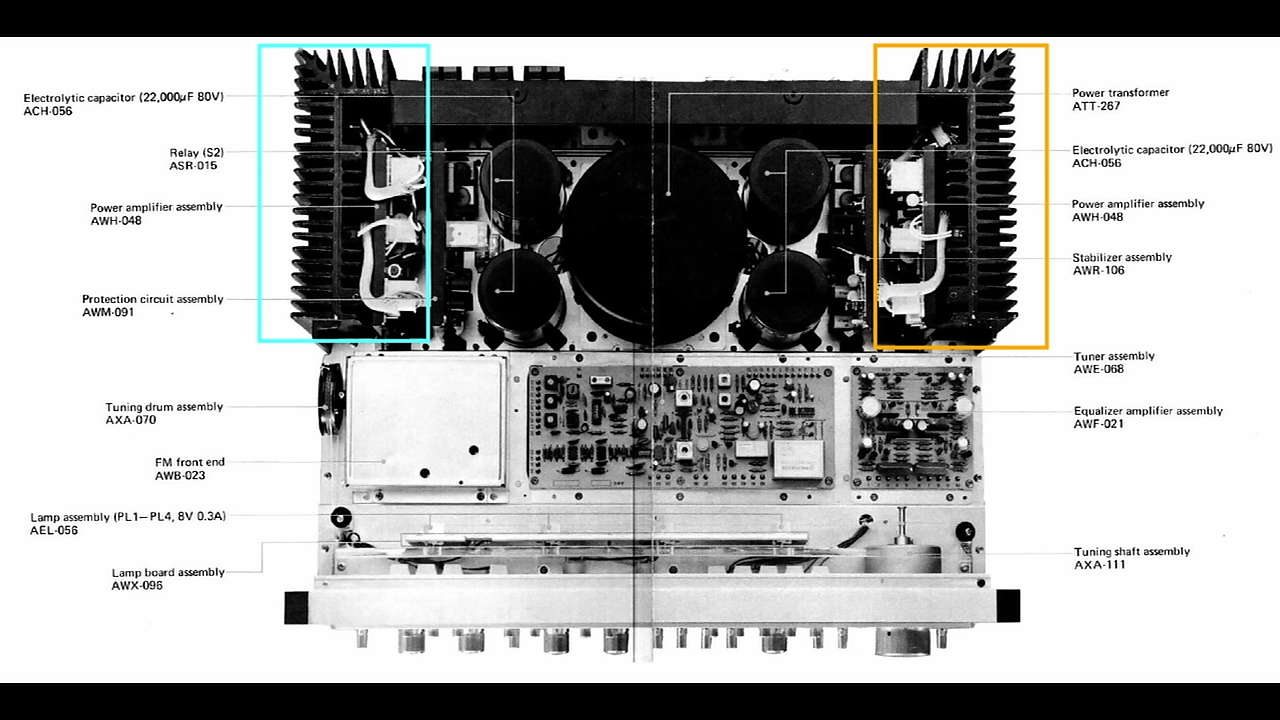 Electrolytic capacitor (22,000µF 80V)
ACH-056
Relay (S2)
ASR-015
Power amplifier assembly
AWH-048
Protection circuit assembly
AWM-091
Tuning drum assembly
AXA-070
FM front end
AWB-023
Lamp assembly (PL1–PL4, 8V 0.3A)
AEL-056
Lamp board assembly
AWX-096
Power transformer
ATT-267
Electrolytic capacitor (22,000µF 80V)
ACH-056
Power amplifier assembly
AWH-048
Stabilizer assembly
AWR-106
Tuner assembly
AWE-068
Equalizer amplifier assembly
AWF-021
Tuning shaft assembly
AXA-111